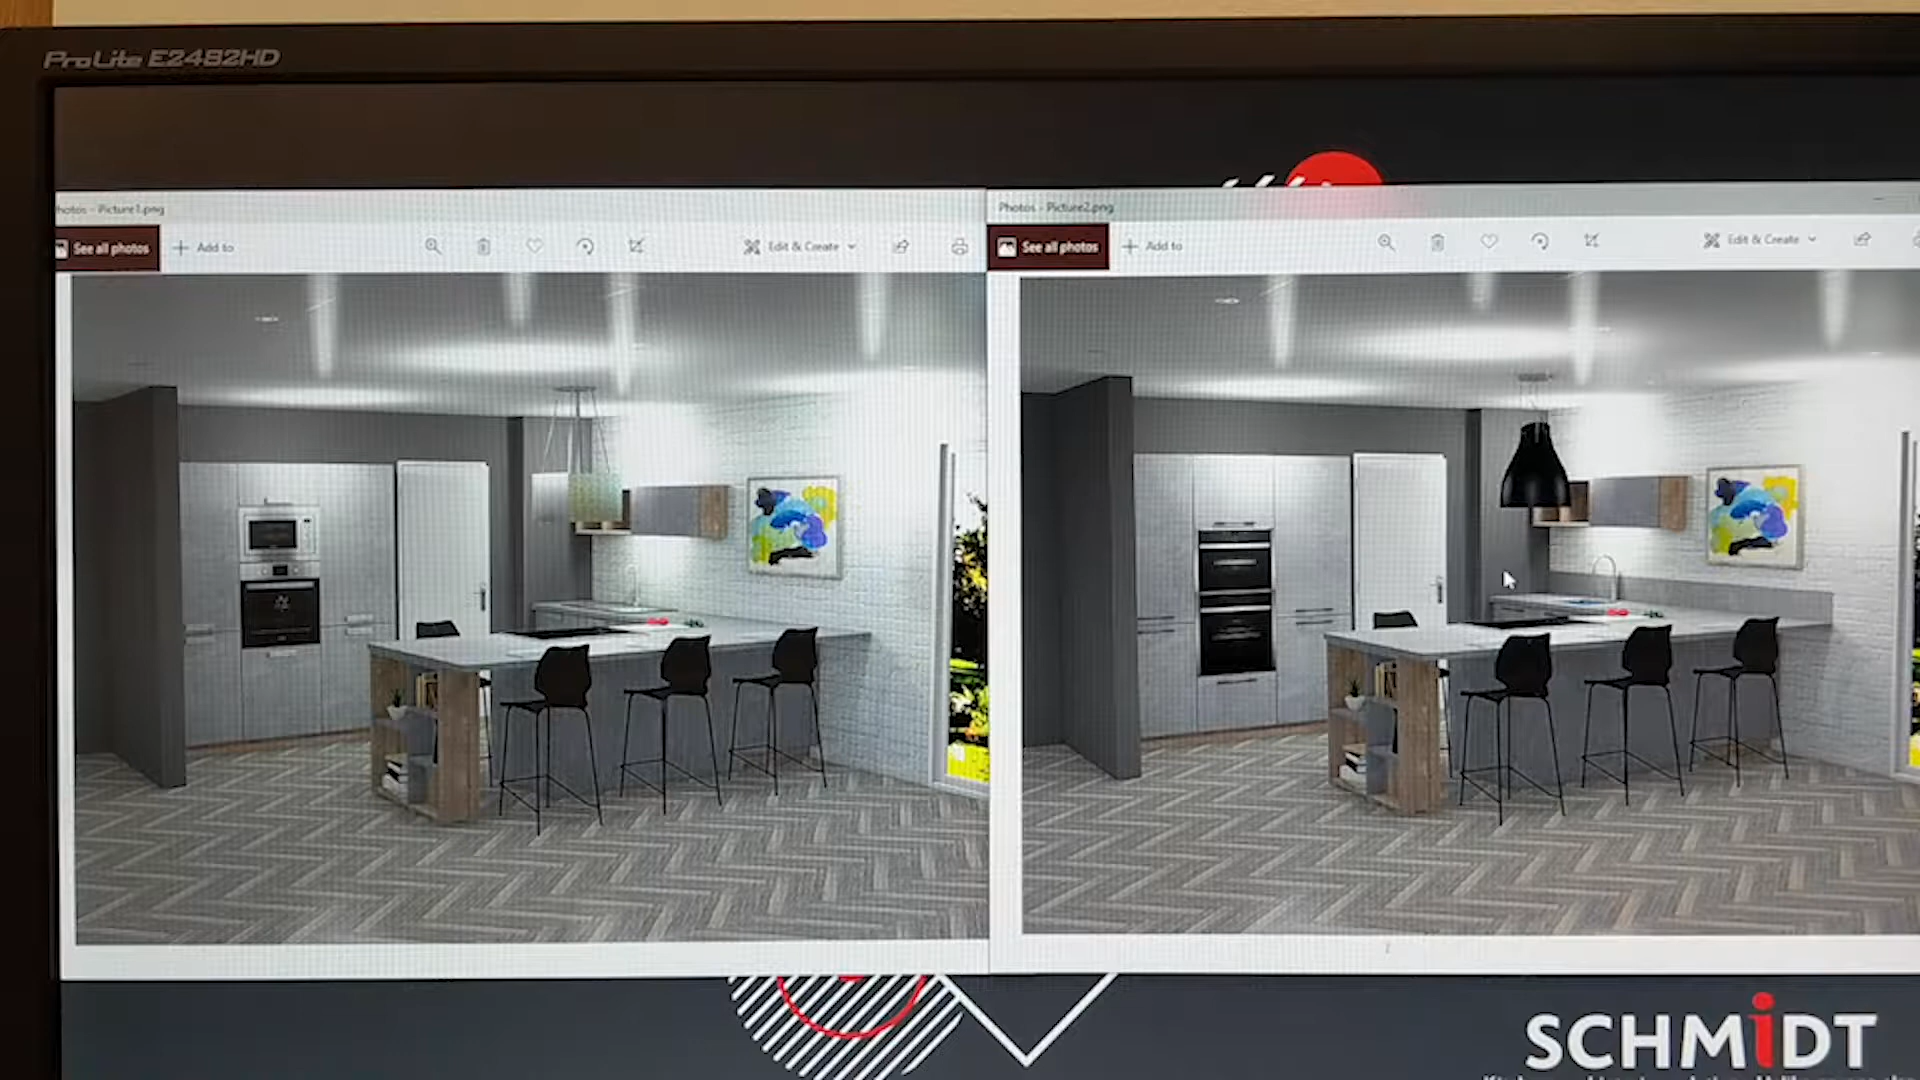 ProLite E2482HD
Photos - Picture1.png
See all photos
Add to
Edit & Create
Photos - Picture2.png
See all photos
Add to
Edit & Create
SCHMiDT